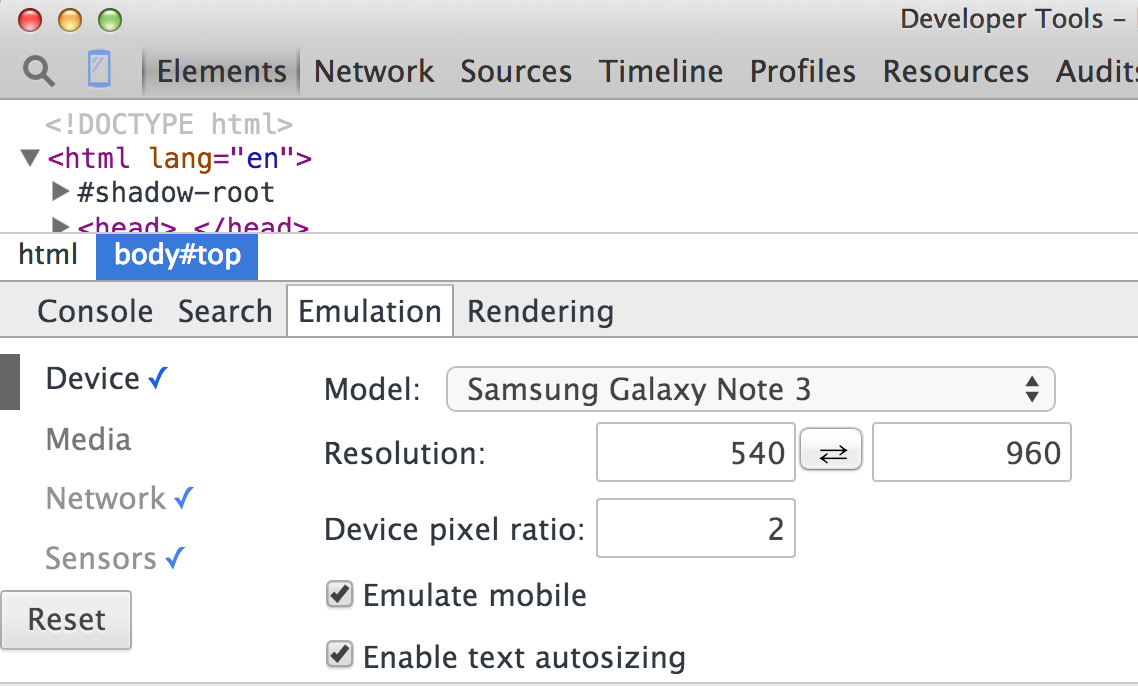 Developer Tools –
Elements Network Sources Timeline Profiles Resources Audits
<!DOCTYPE html>
<html lang="en">
#shadow-root
<head> </head>
html body#top
Console Search Emulation Rendering
Device ✓
Media
Network ✓
Sensors ✓
Reset
Model: Samsung Galaxy Note 3
Resolution: 540 ⇄ 960
Device pixel ratio: 2
Emulate mobile
Enable text autosizing